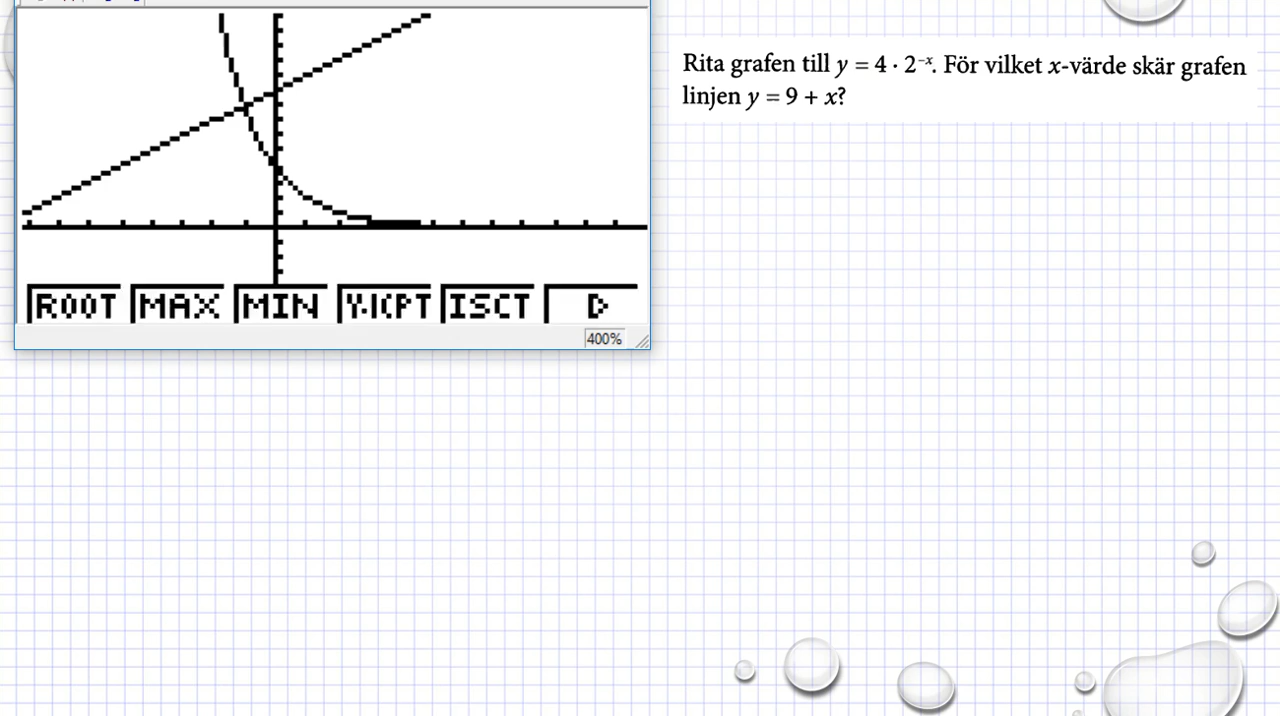 Rita grafen till y = 4 · 2⁻ˣ. För vilket x-värde skär grafen
linjen y = 9 + x?
ROOT MAX MIN Y-ICPT ISCT ▷
400%